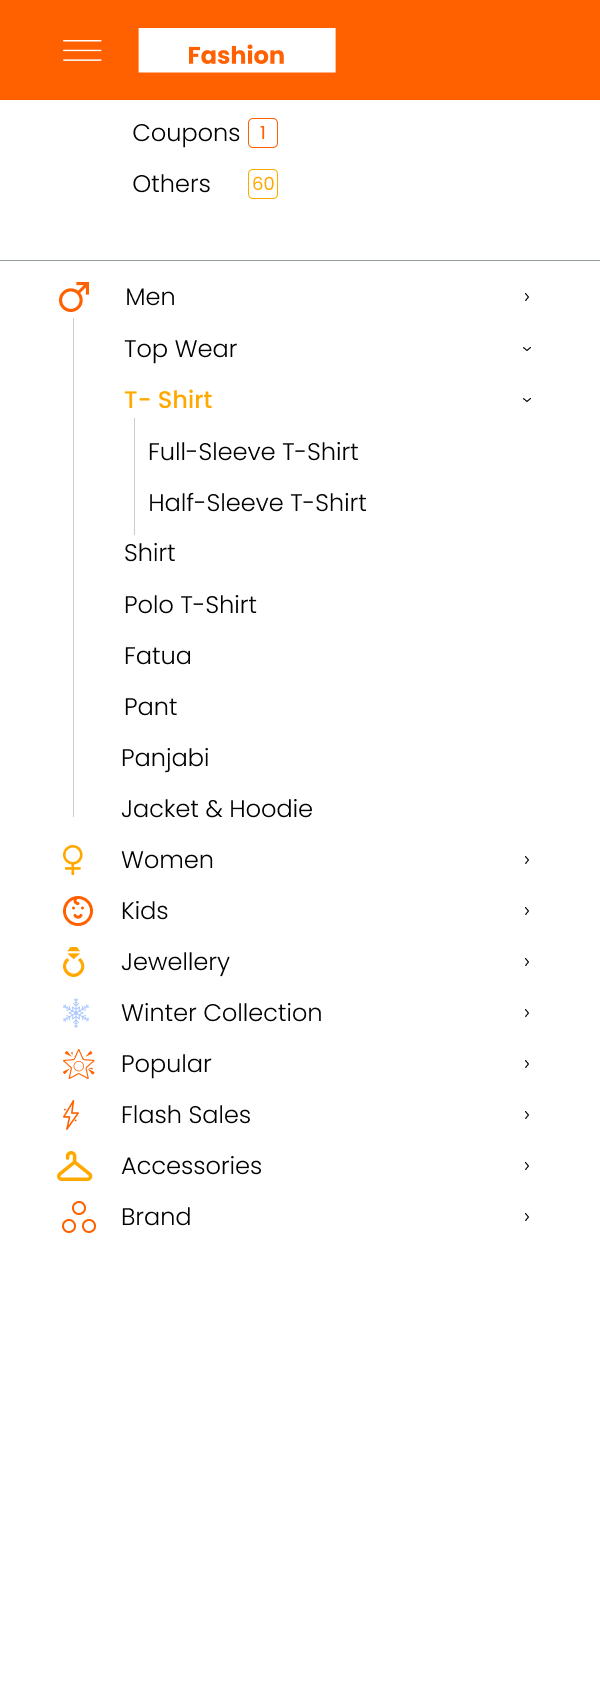 Fashion
Coupons 1
Others 60
Men
Top Wear
T- Shirt
Full-Sleeve T-Shirt
Half-Sleeve T-Shirt
Shirt
Polo T-Shirt
Fatua
Pant
Panjabi
Jacket & Hoodie
Women
Kids
Jewellery
Winter Collection
Popular
Flash Sales
Accessories
Brand